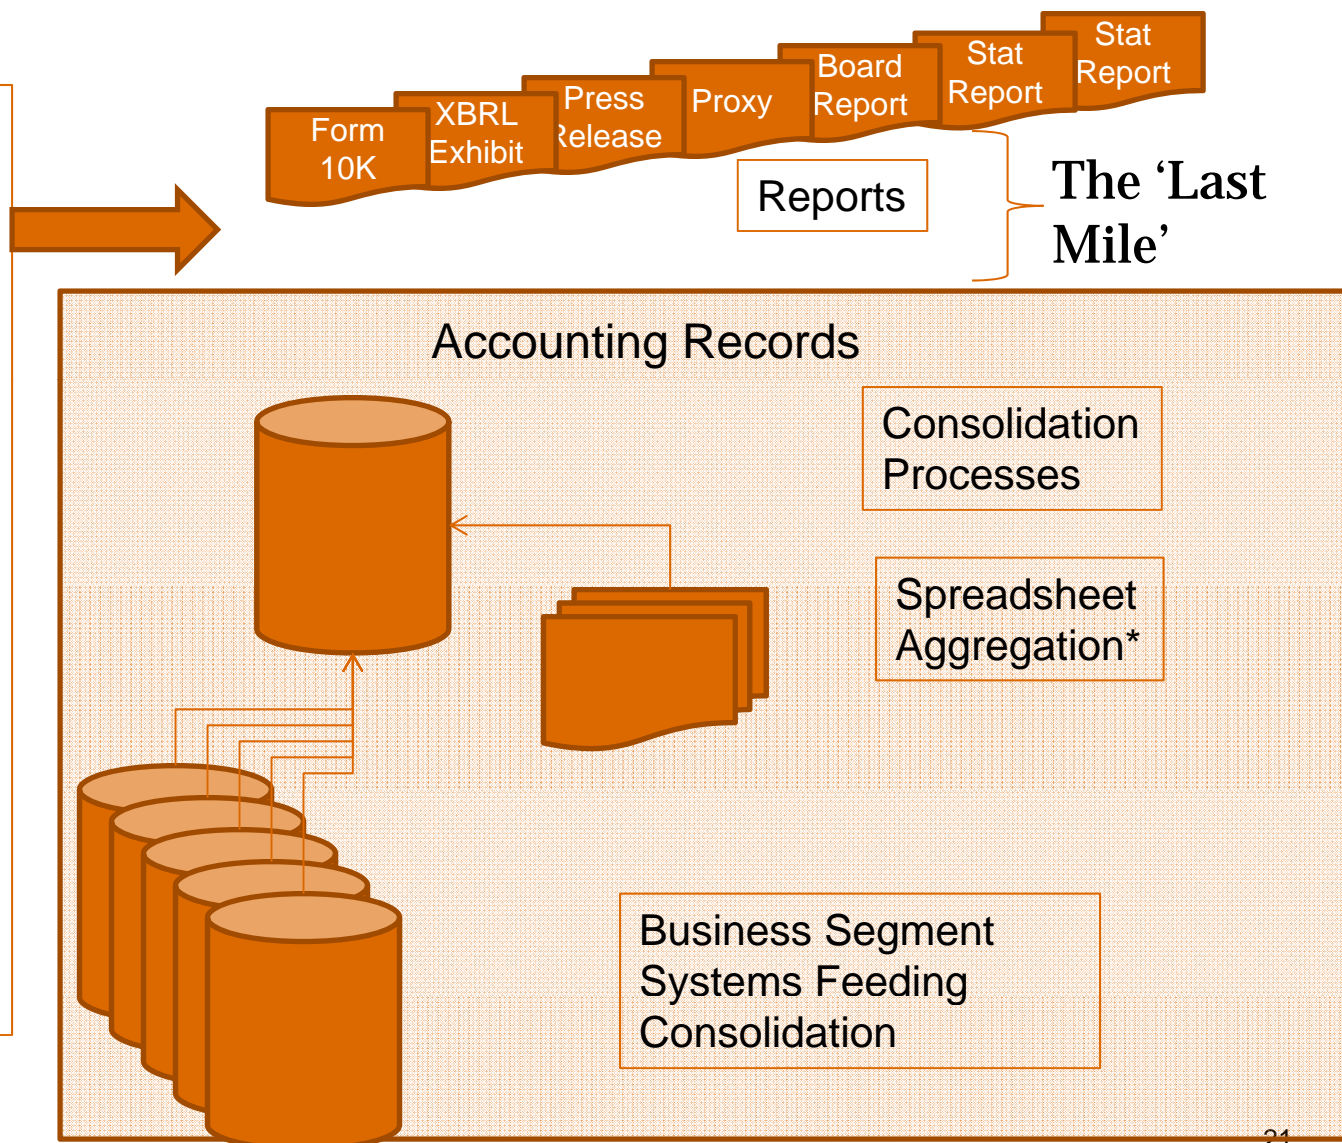 Form
10K
XBRL
Exhibit
Press
Release
Proxy
Board
Report
Stat
Report
Stat
Report
Reports
The ‘Last
Mile’
Accounting Records
Consolidation
Processes
Spreadsheet
Aggregation*
Business Segment
Systems Feeding
Consolidation
21